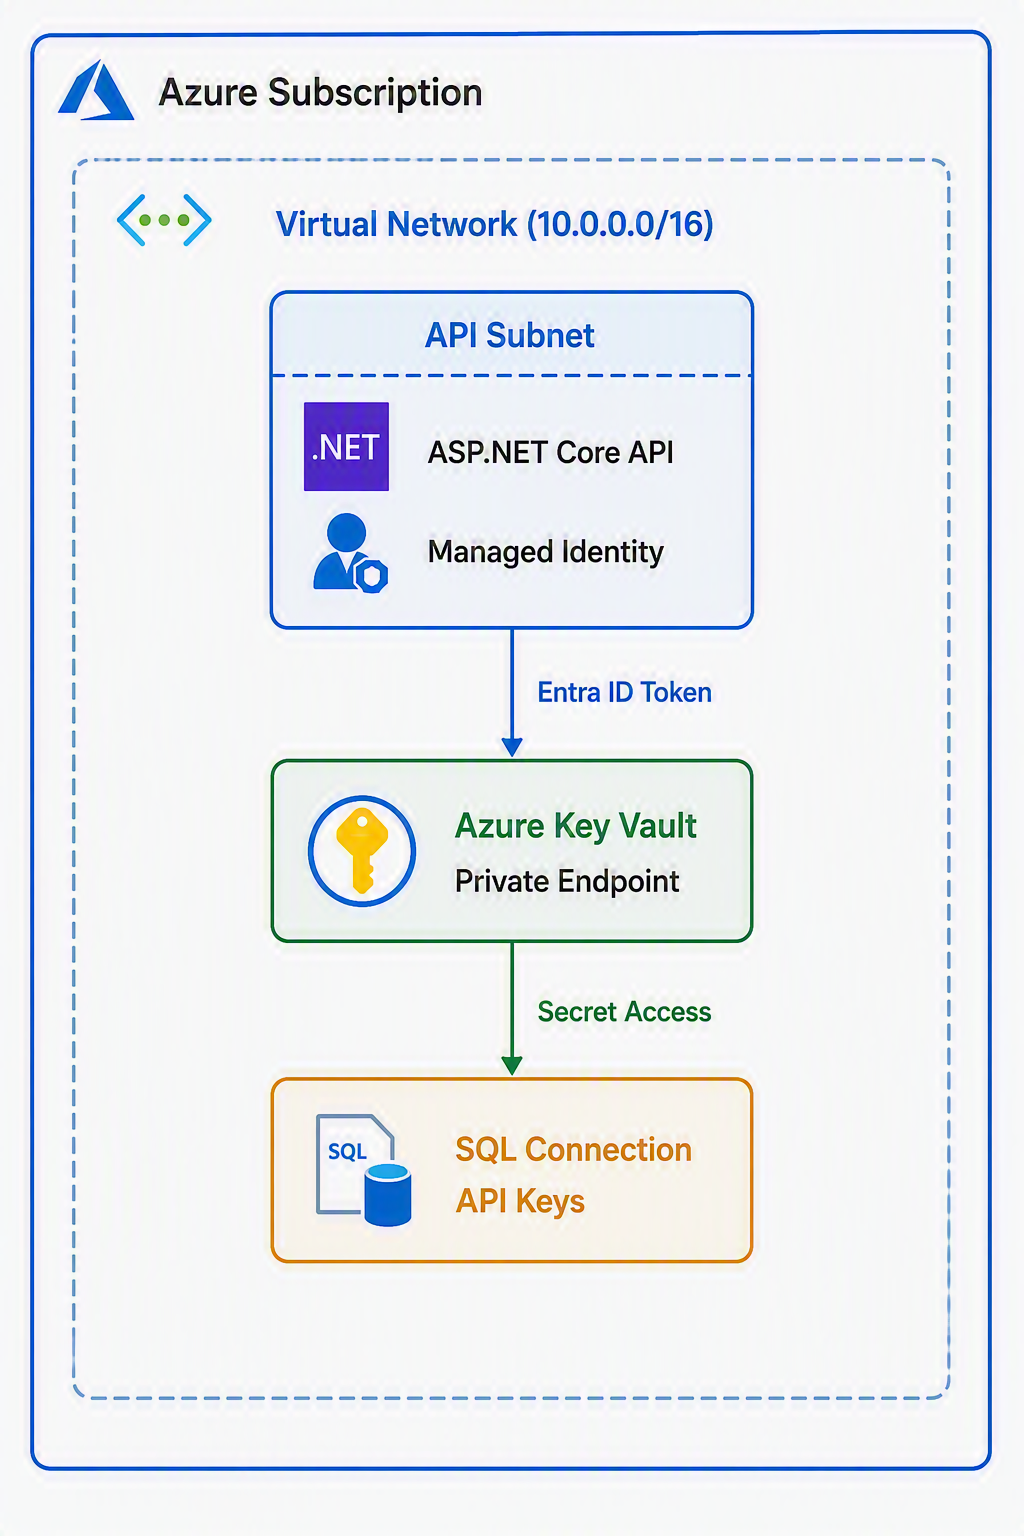 Azure Subscription
Virtual Network (10.0.0.0/16)
API Subnet
.NET
ASP.NET Core API
Managed Identity
Entra ID Token
Azure Key Vault
Private Endpoint
Secret Access
SQL
SQL Connection
API Keys